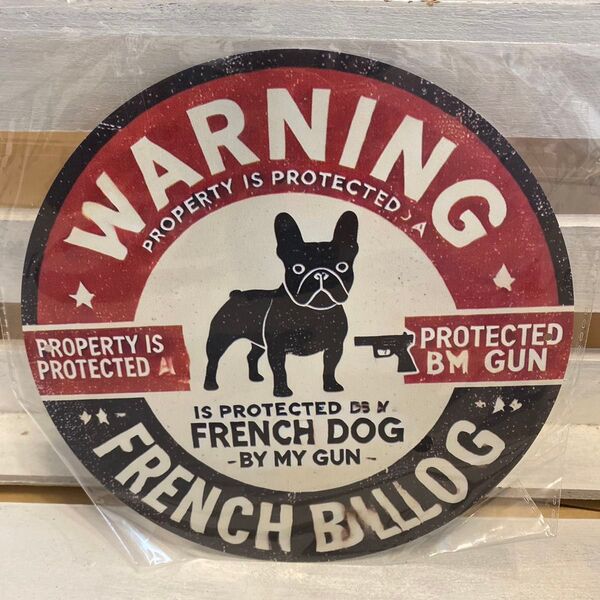 WARNING
PROPERTY IS PROTECTED A
PROPERTY IS
PROTECTED A
PROTECTED
BM GUN
IS PROTECTED
FRENCH DOG
-BY MY GUN-
FRENCH